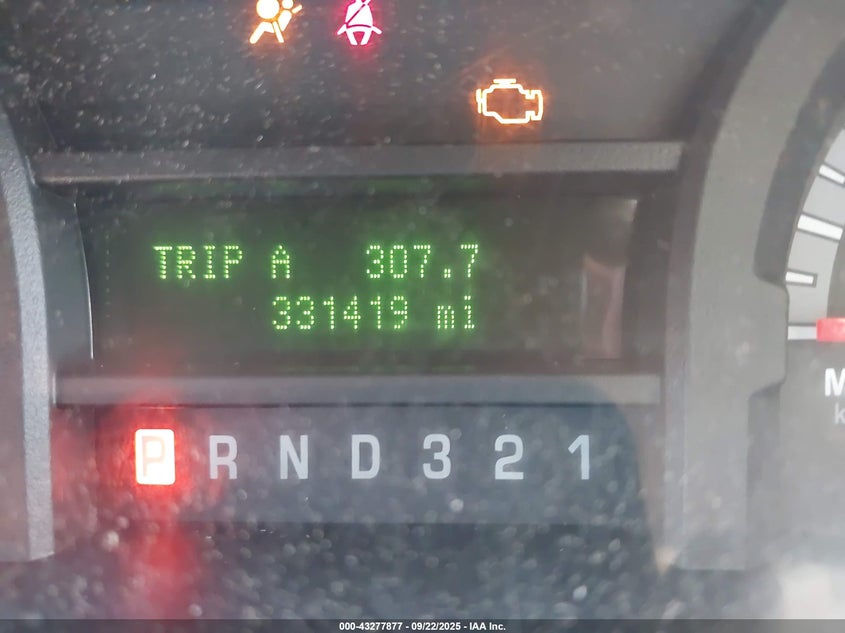 TRIP A 307.7
331419 mi
P R N D 3 2 1
000-43277877 - 09/22/2025 - IAA Inc.